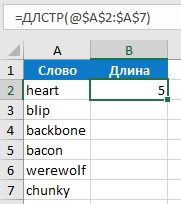 =ДЛСТР(@$A$2:$A$7)
A B
1 Слово Длина
2 heart 5
3 blip
4 backbone
5 bacon
6 werewolf
7 chunky